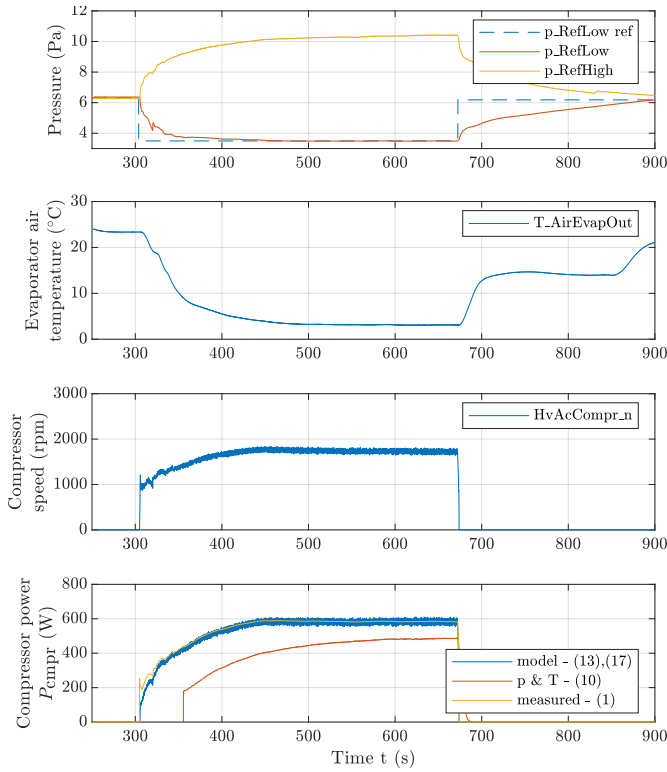 12
10
8
6
4
Pressure (Pa)
p_RefLow ref
p_RefLow
p_RefHigh
300 400 500 600 700 800 900
30
20
10
0
Evaporator air
temperature (°C)
T_AirEvapOut
300 400 500 600 700 800 900
3000
2000
1000
0
Compressor
speed (rpm)
HvAcCompr_n
300 400 500 600 700 800 900
800
600
400
200
0
Compressor power
Pcmpr (W)
model - (13),(17)
p & T - (10)
measured - (1)
300 400 500 600 700 800 900
Time t (s)